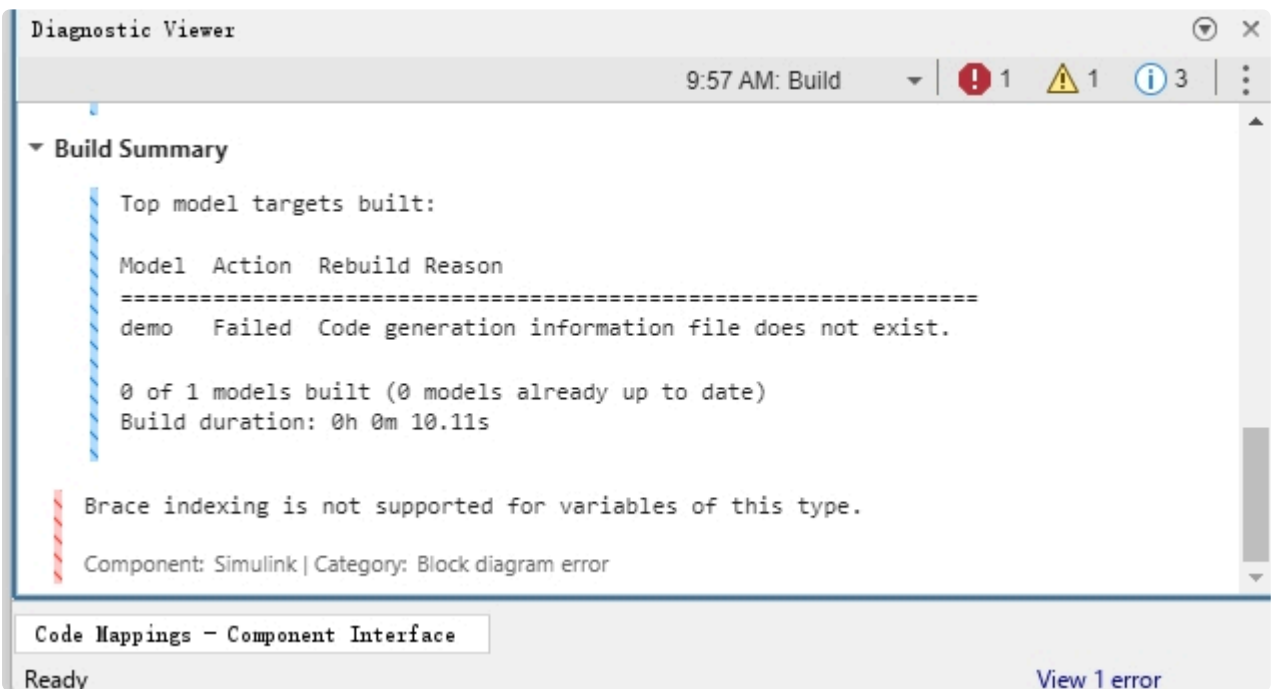 Diagnostic Viewer
9:57 AM: Build 1 1 3
Build Summary
Top model targets built:
Model Action Rebuild Reason
=================================================================
demo Failed Code generation information file does not exist.
0 of 1 models built (0 models already up to date)
Build duration: 0h 0m 10.11s
Brace indexing is not supported for variables of this type.
Component: Simulink | Category: Block diagram error
Code Mappings - Component Interface
Ready View 1 error